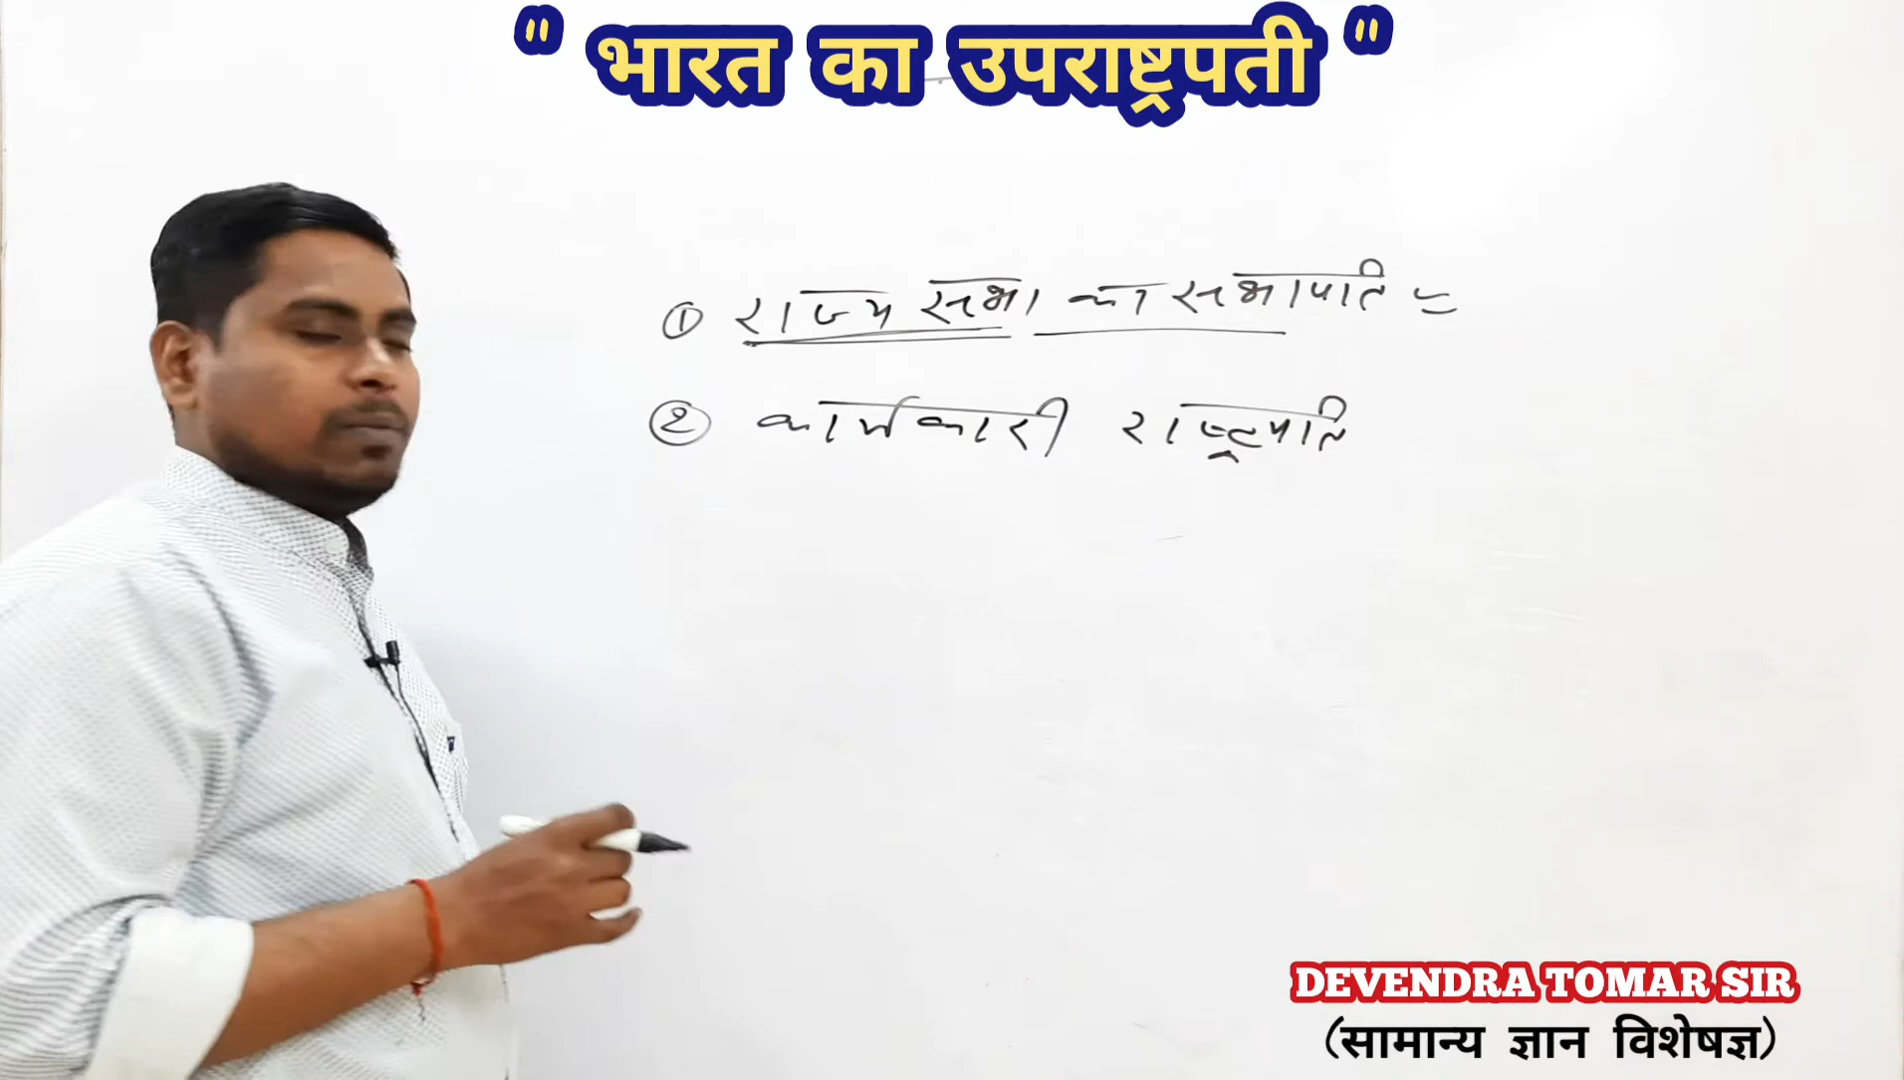 " भारत का उपराष्ट्रपती "
① राज्य सभा का सभापति =
② कार्यकारी राष्ट्रपति
DEVENDRA TOMAR SIR
(सामान्य ज्ञान विशेषज्ञ)